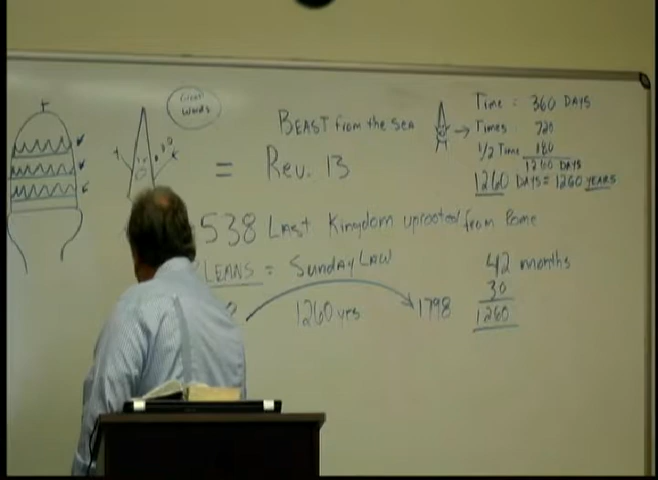 Great
Words
BEAST from the SEA
= Rev. 13
Time = 360 DAYS
Times 720
1/2 Time 180
1260 DAYS
1260 DAYS = 1260 YEARS
538 Last Kingdom uprooted from Rome
LEANS = Sunday LAW
1260 yrs 1798
42 months
30
1260